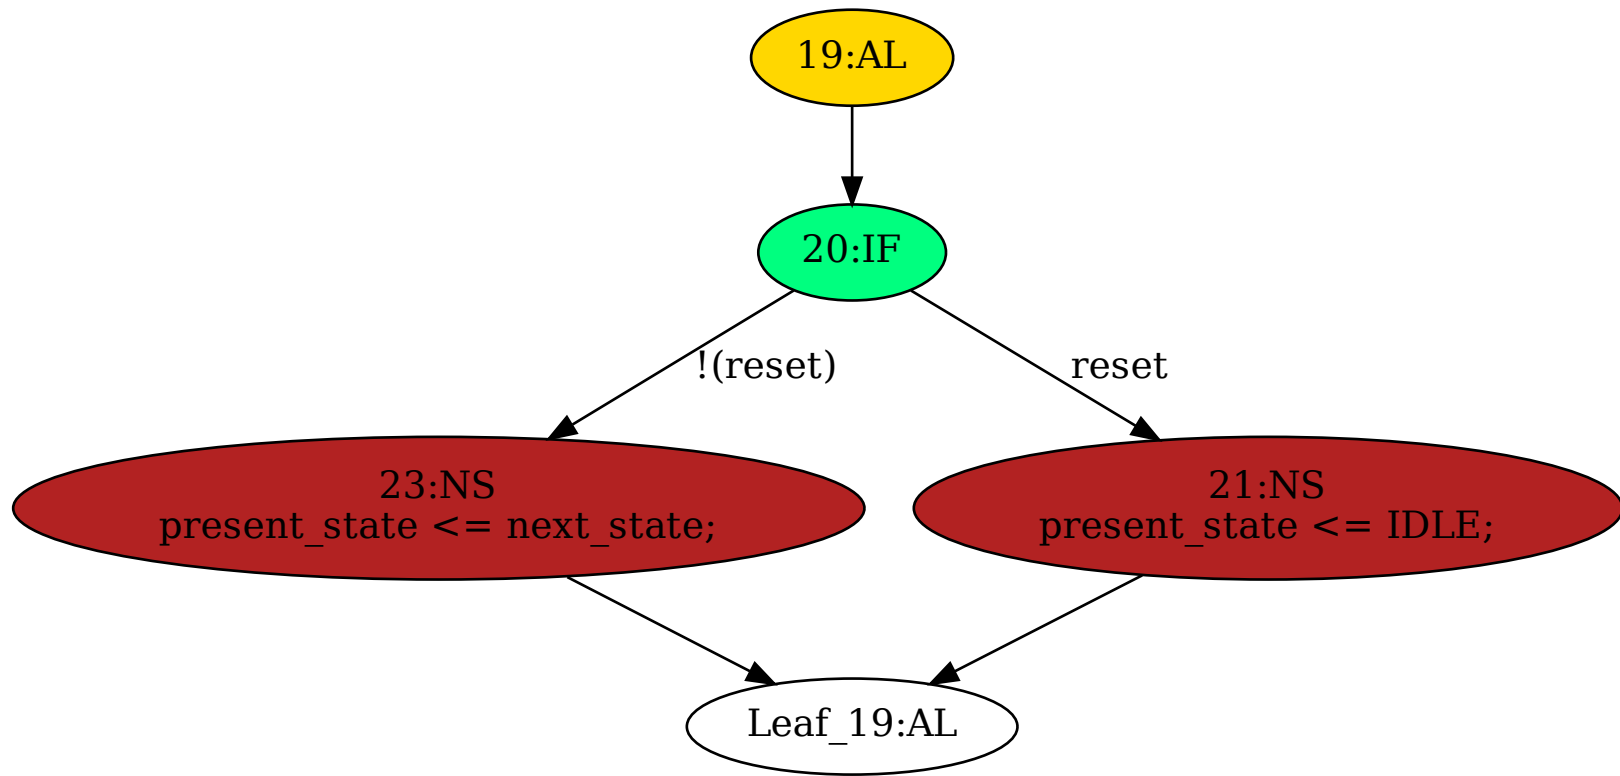 19:AL
20:IF
!(reset)
reset
23:NS
present_state <= next_state;
21:NS
present_state <= IDLE;
Leaf_19:AL